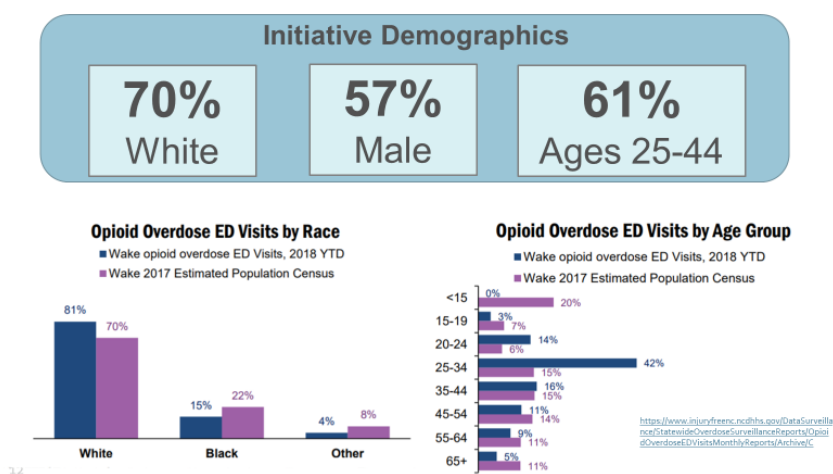 Initiative Demographics
70%
White
57%
Male
61%
Ages 25-44
Opioid Overdose ED Visits by Race
Wake opioid overdose ED Visits, 2018 YTD
Wake 2017 Estimated Population Census
81%
70%
15%
22%
4%
8%
White
Black
Other
Opioid Overdose ED Visits by Age Group
Wake opioid overdose ED Visits, 2018 YTD
Wake 2017 Estimated Population Census
<15 0% 20%
15-19 3% 7%
20-24 14% 6%
25-34 42% 15%
35-44 16% 15%
45-54 11% 14%
55-64 9% 11%
65+ 5% 11%
https://www.injuryfreenc.ncdhhs.gov/DataSurveilla
nce/StatewideOverdoseSurveillanceReports/Opioi
dOverdoseEDVisitsMonthlyReports/Archive/C
12